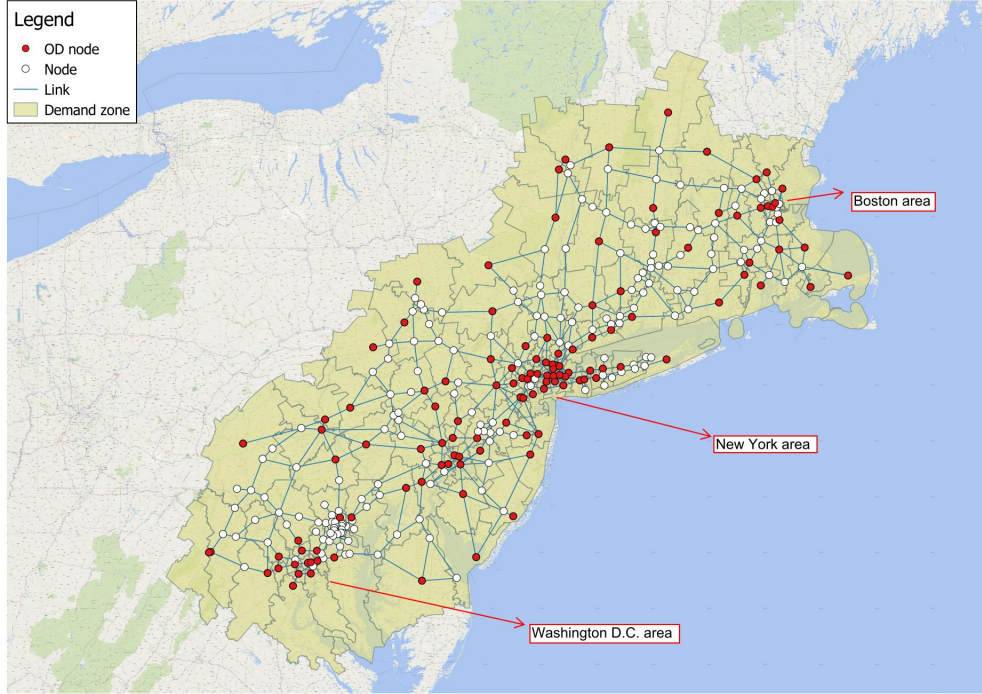 Legend
OD node
Node
Link
Demand zone
Boston area
New York area
Washington D.C. area